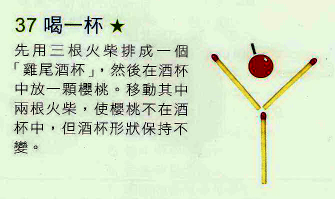 37 喝一杯 ★
先用三根火柴排成一個
「雞尾酒杯」，然後在酒杯
中放一顆櫻桃。移動其中
兩根火柴，使櫻桃不在酒
杯中，但酒杯形狀保持不
變。